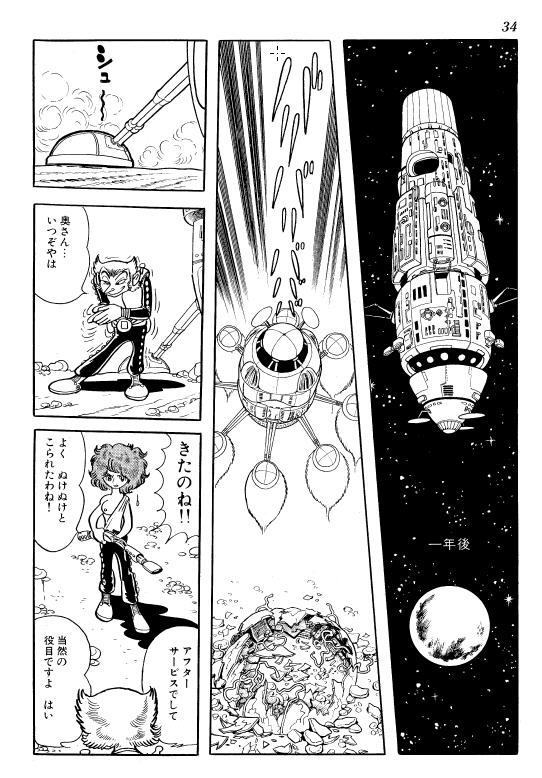 34
一年後
シュ〜
奥さん…
いつぞやは
きたのね!!
よく ぬけぬけと
こられたわね!
アフター
サービスでして
当然の
役目ですよ はい